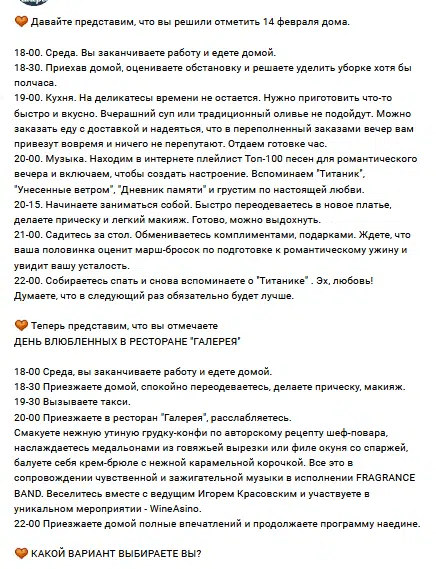 🧡 Давайте представим, что вы решили отметить 14 февраля дома.
18-00. Среда. Вы заканчиваете работу и едете домой.
18-30. Приехав домой, оцениваете обстановку и решаете уделить уборке хотя бы
полчаса.
19-00. Кухня. На деликатесы времени не остается. Нужно приготовить что-то
быстро и вкусно. Вчерашний суп или традиционный оливье не подойдут. Можно
заказать еду с доставкой и надеяться, что в переполненный заказами вечер вам
привезут вовремя и ничего не перепутают. Отдаем готовке час.
20-00. Музыка. Находим в интернете плейлист Топ-100 песен для романтического
вечера и включаем, чтобы создать настроение. Вспоминаем "Титаник",
"Унесенные ветром", "Дневник памяти" и грустим по настоящей любви.
20-15. Начинаете заниматься собой. Быстро переодеваетесь в новое платье,
делаете прическу и легкий макияж. Готово, можно выдохнуть.
21-00. Садитесь за стол. Обмениваетесь комплиментами, подарками. Ждете, что
ваша половинка оценит марш-бросок по подготовке к романтическому ужину и
увидит вашу усталость.
22-00. Собираетесь спать и снова вспоминаете о "Титанике" . Эх, любовь!
Думаете, что в следующий раз обязательно будет лучше.
🧡 Теперь представим, что вы отмечаете
ДЕНЬ ВЛЮБЛЕННЫХ В РЕСТОРАНЕ "ГАЛЕРЕЯ"
18-00 Среда, вы заканчиваете работу и едете домой.
18-30 Приезжаете домой, спокойно переодеваетесь, делаете прическу, макияж.
19-30 Вызываете такси.
20-00 Приезжаете в ресторан "Галерея", расслабляетесь.
Смакуете нежную утиную грудку-конфи по авторскому рецепту шеф-повара,
наслаждаетесь медальонами из говяжьей вырезки или филе окуня со спаржей,
балуете себя крем-брюле с нежной карамельной корочкой. Все это в
сопровождении чувственной и зажигательной музыки в исполнении FRAGRANCE
BAND. Веселитесь вместе с ведущим Игорем Красовским и участвуете в
уникальном мероприятии - WineAsino.
22-00 Приезжаете домой полные впечатлений и продолжаете программу наедине.
🧡 КАКОЙ ВАРИАНТ ВЫБИРАЕТЕ ВЫ?